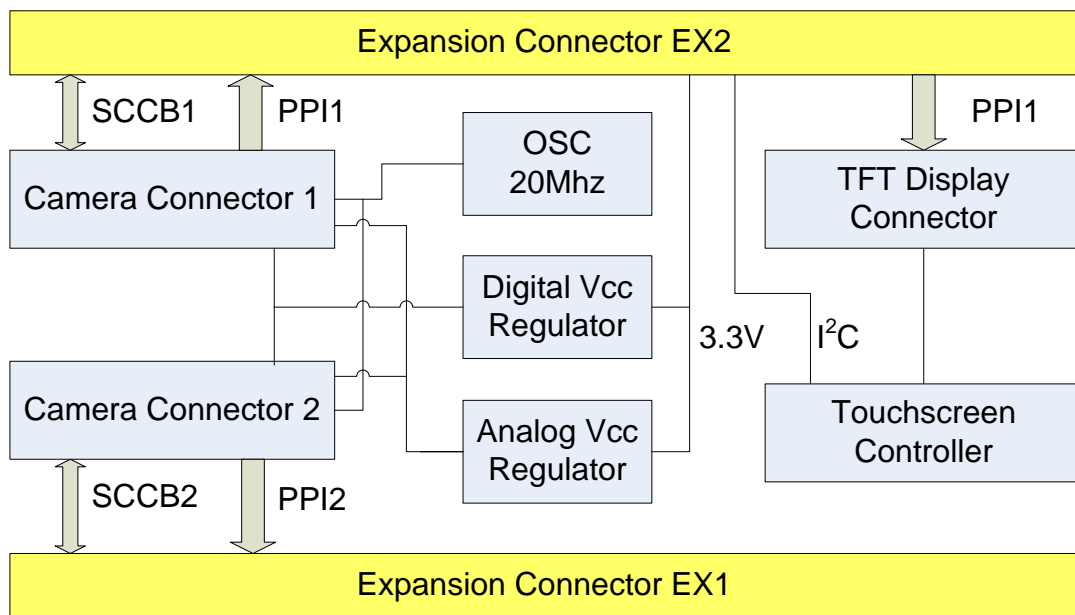 Expansion Connector EX2
SCCB1
PPI1
PPI1
OSC
20Mhz
Camera Connector 1
TFT Display
Connector
Digital Vcc
Regulator
3.3V
I²C
Camera Connector 2
Analog Vcc
Regulator
Touchscreen
Controller
SCCB2
PPI2
Expansion Connector EX1